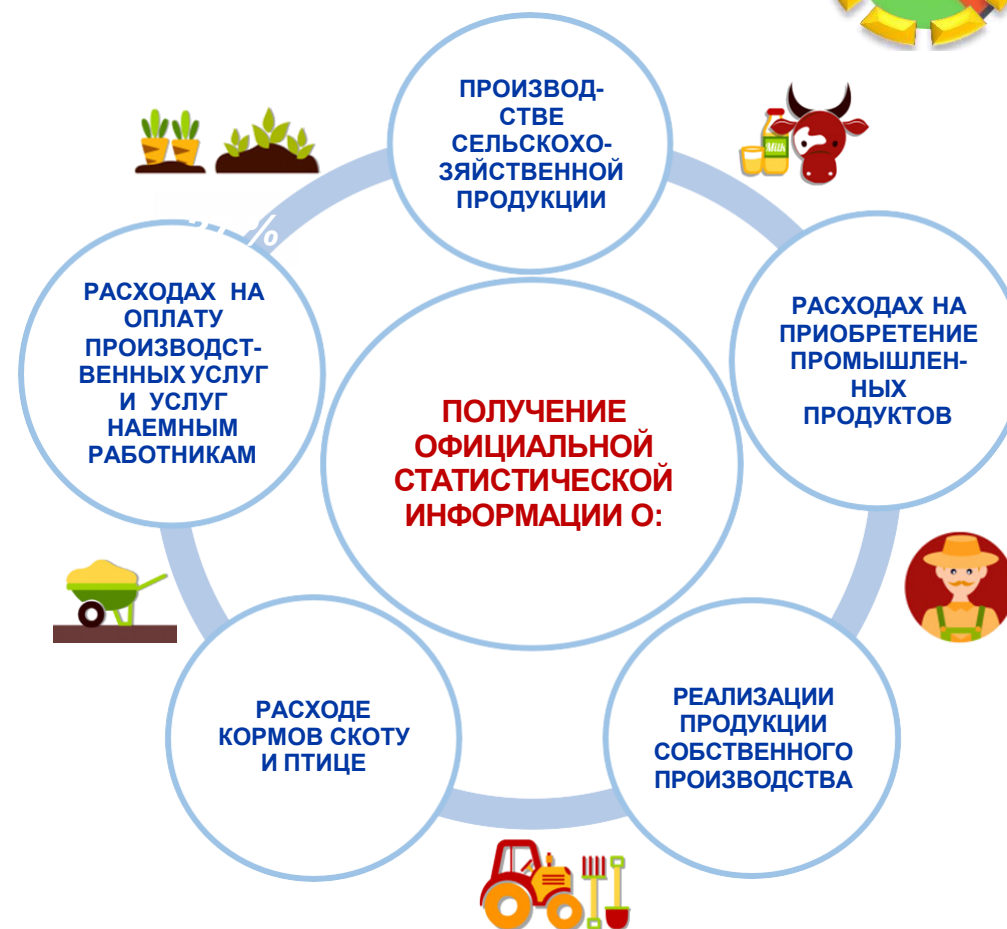 ПРОИЗВОД-
СТВЕ
СЕЛЬСКОХО-
ЗЯЙСТВЕННОЙ
ПРОДУКЦИИ
Milk
%
РАСХОДАХ НА
ОПЛАТУ
ПРОИЗВОДСТ-
ВЕННЫХ УСЛУГ
И УСЛУГ
НАЕМНЫМ
РАБОТНИКАМ
РАСХОДАХ НА
ПРИОБРЕТЕНИЕ
ПРОМЫШЛЕН-
НЫХ
ПРОДУКТОВ
ПОЛУЧЕНИЕ
ОФИЦИАЛЬНОЙ
СТАТИСТИЧЕСКОЙ
ИНФОРМАЦИИ О:
РАСХОДЕ
КОРМОВ СКОТУ
И ПТИЦЕ
РЕАЛИЗАЦИИ
ПРОДУКЦИИ
СОБСТВЕННОГО
ПРОИЗВОДСТВА